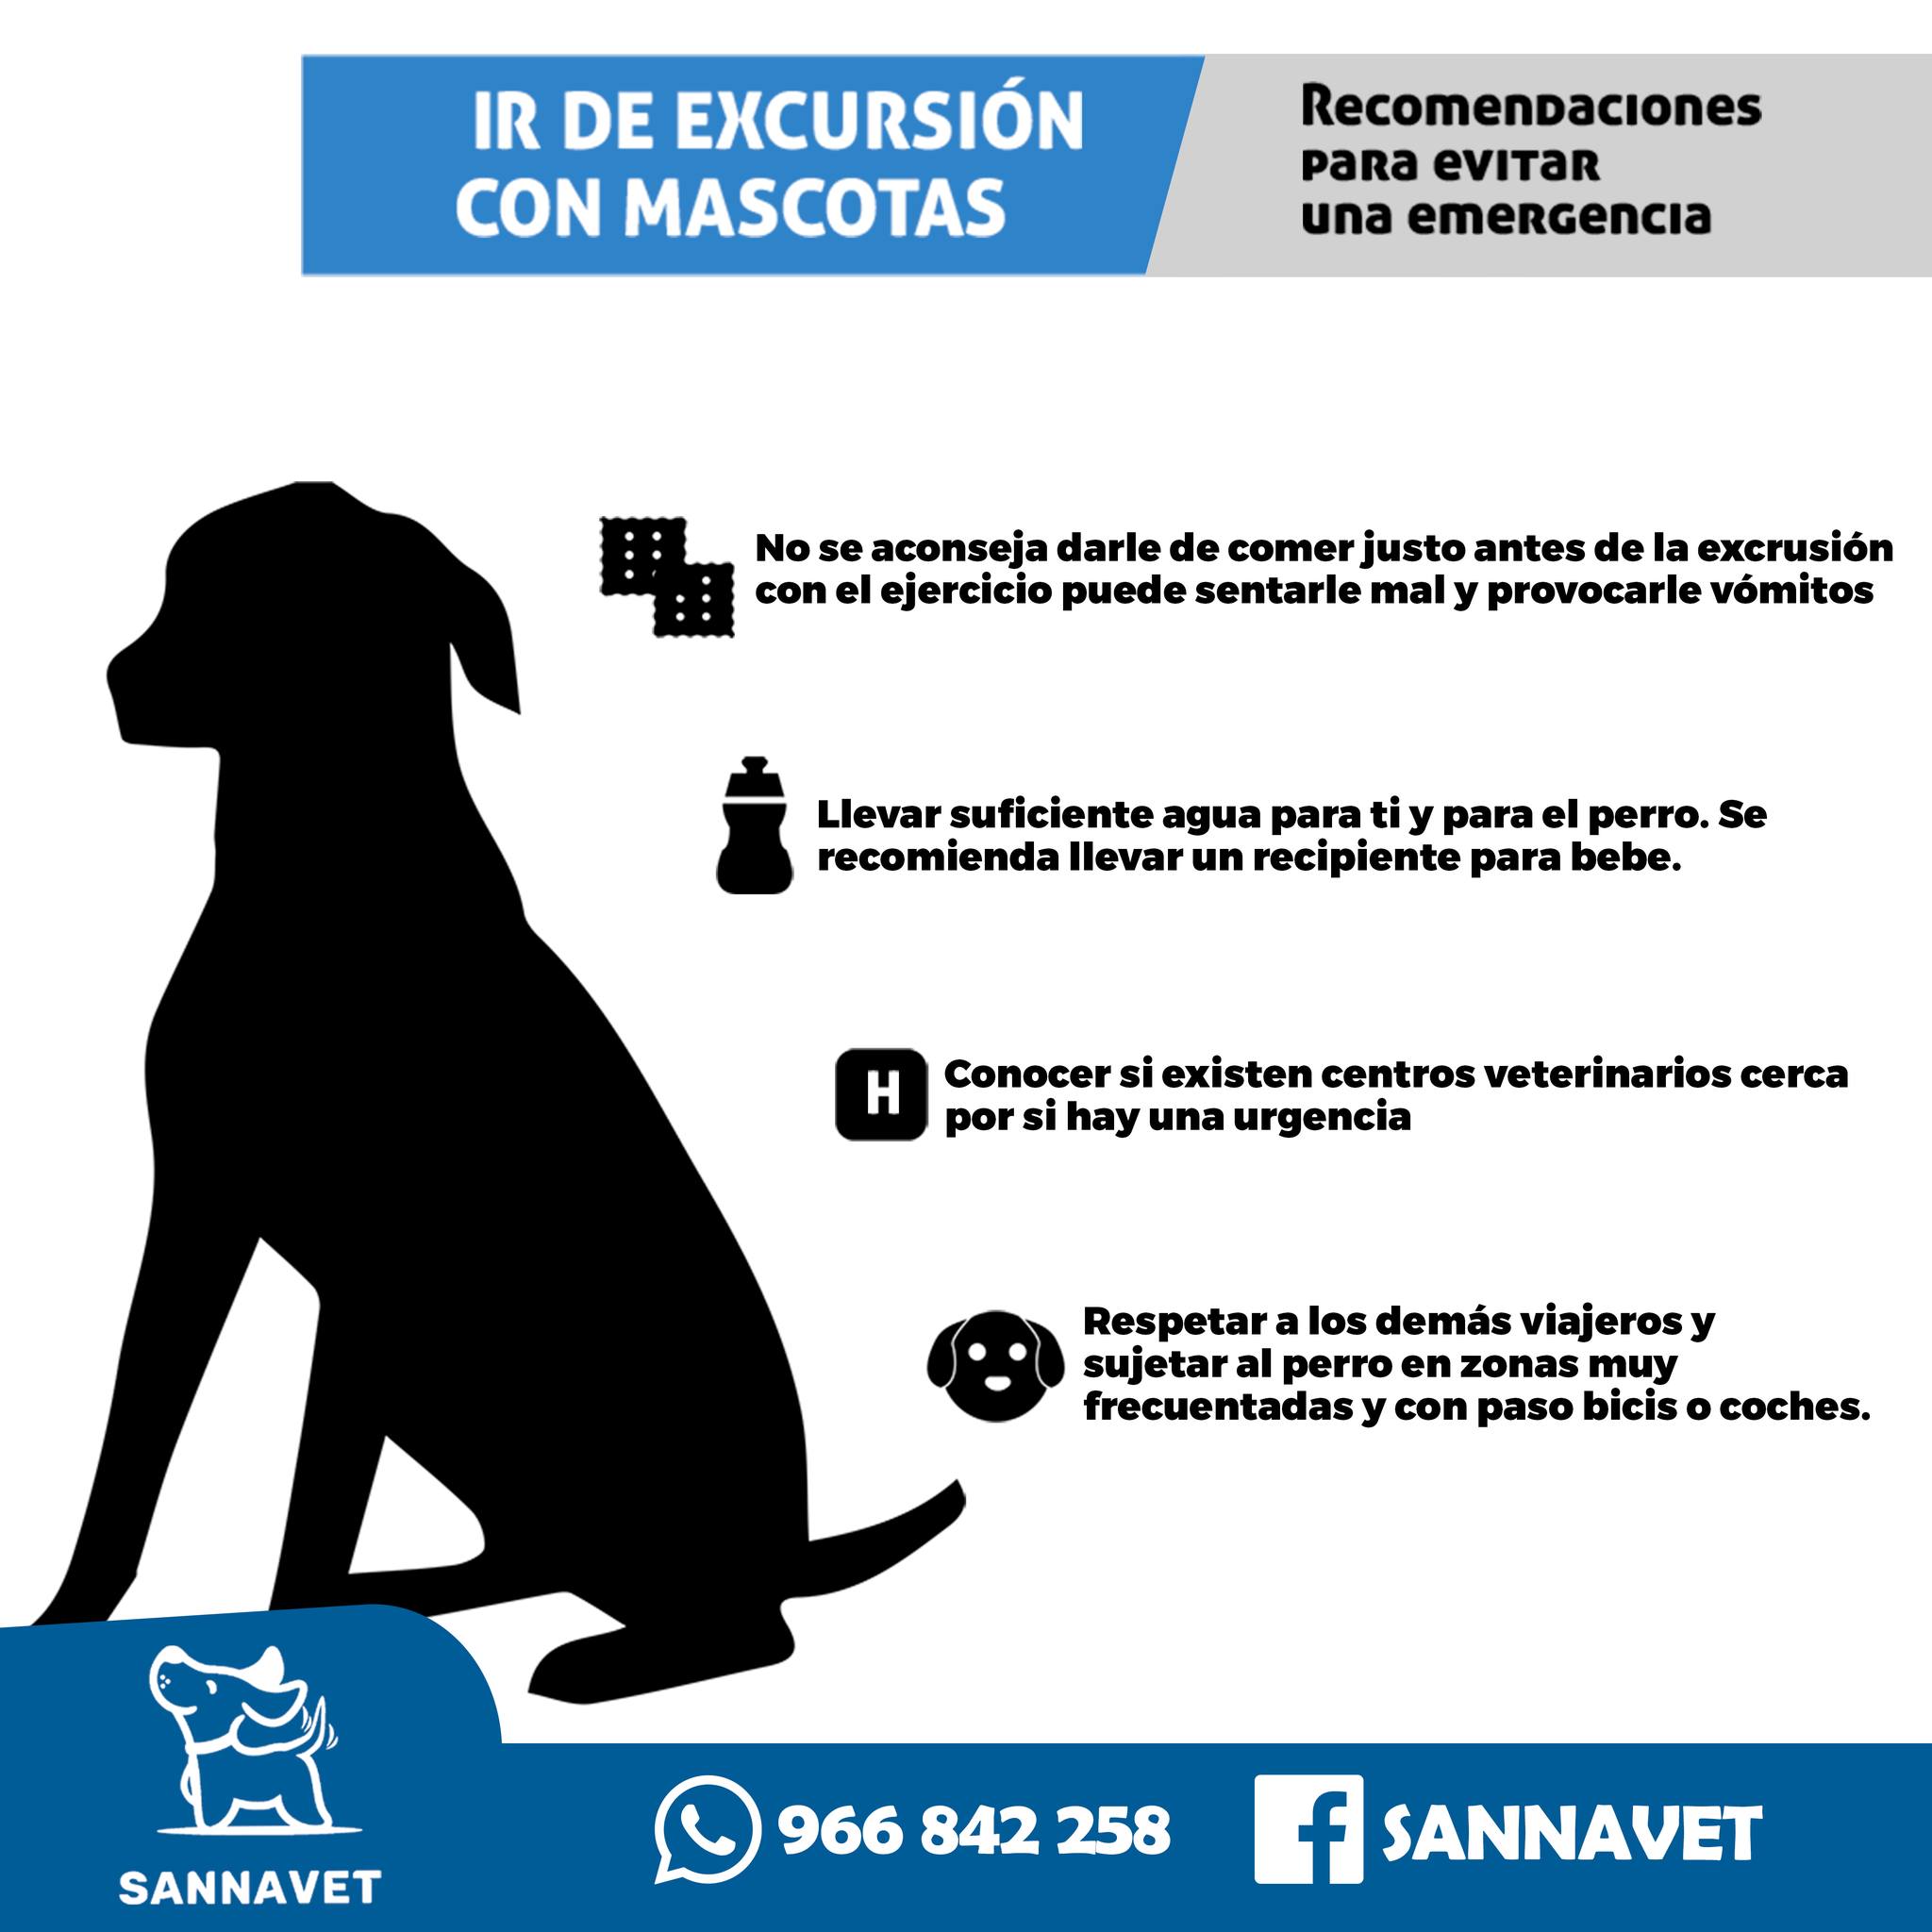 IR DE EXCURSIÓN
CON MASCOTAS
Recomendaciones
para evitar
una emergencia
No se aconseja darle de comer justo antes de la excrusión
con el ejercicio puede sentarle mal y provocarle vómitos
Llevar suficiente agua para ti y para el perro. Se
recomienda llevar un recipiente para bebe.
H
Conocer si existen centros veterinarios cerca
por si hay una urgencia
Respetar a los demás viajeros y
sujetar al perro en zonas muy
frecuentadas y con paso bicis o coches.
SANNAVET
966 842 258
f SANNAVET